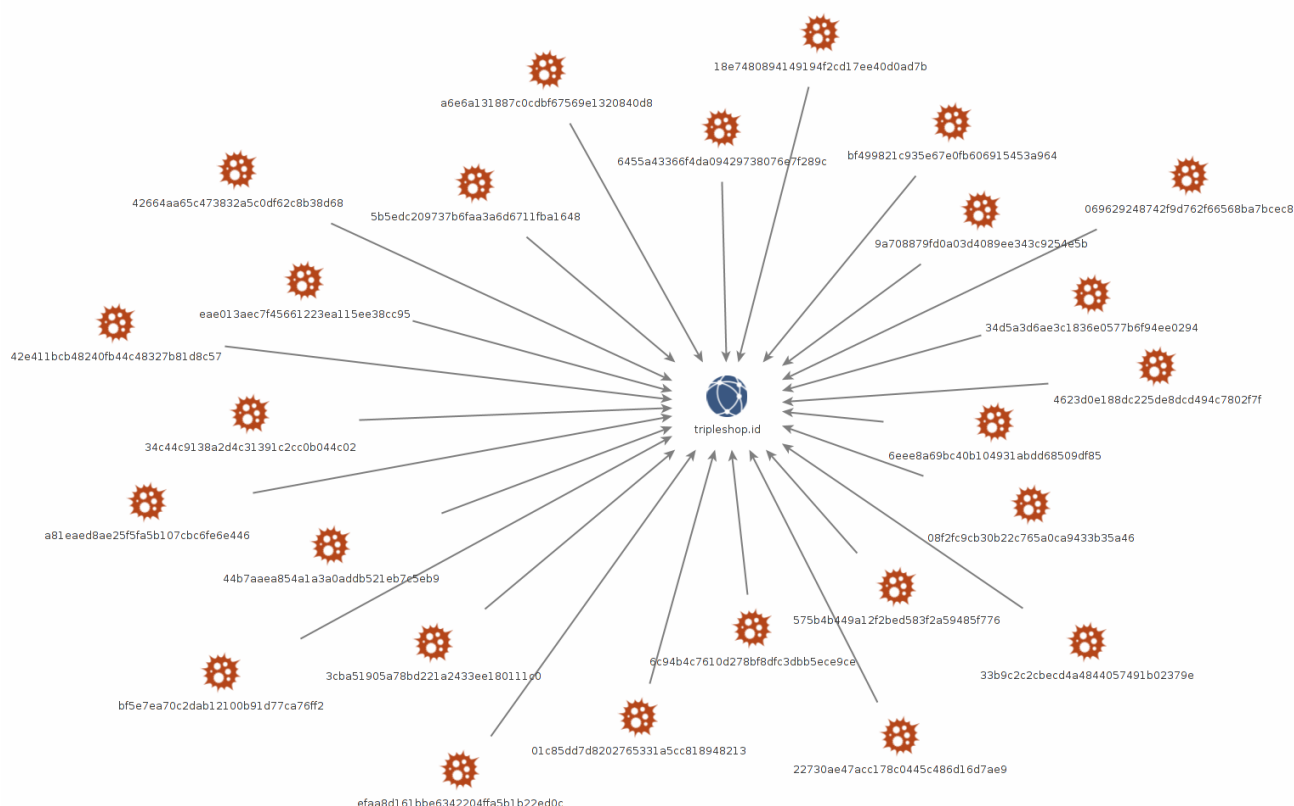 18e7480894149194f2cd17ee40d0ad7b
a6e6a131887c0cdbf67569e1320840d8
bf499821c935e67e0fb606915453a964
6455a43366f4da09429738076e7f289c
42664aa65c473832a5c0df62c8b38d68
069629248742f9d762f66568ba7bcec8
5b5edc209737b6faa3a6d6711fba1648
9a708879fd0a03d4089ee343c9254e5b
eae013aec7f45661223ea115ee38cc95
34d5a3d6ae3c1836e0577b6f94ee0294
42e411bcb48240fb44c48327b81d8c57
4623d0e188dc225de8dcd494c7802f7f
tripleshop.id
34c44c9138a2d4c31391c2cc0b044c02
6eee8a69bc40b104931abdd68509df85
a81eaed8ae25f5fa5b107cbc6fe6e446
08f2fc9cb30b22c765a0ca9433b35a46
44b7aaea854a1a3a0addb521eb7c5eb9
575b4b449a12f2bed583f2a59485f776
6c94b4c7610d278bf8dfc3dbb5ece9ce
3cba51905a78bd221a2433ee180111c0
33b9c2c2cbecd4a4844057491b02379e
bf5e7ea70c2dab12100b91d77ca76ff2
01c85dd7d8202765331a5cc818948213
22730ae47acc178c0445c486d16d7ae9
efaa8d161bbe6342204ffa5b1b22ed0c